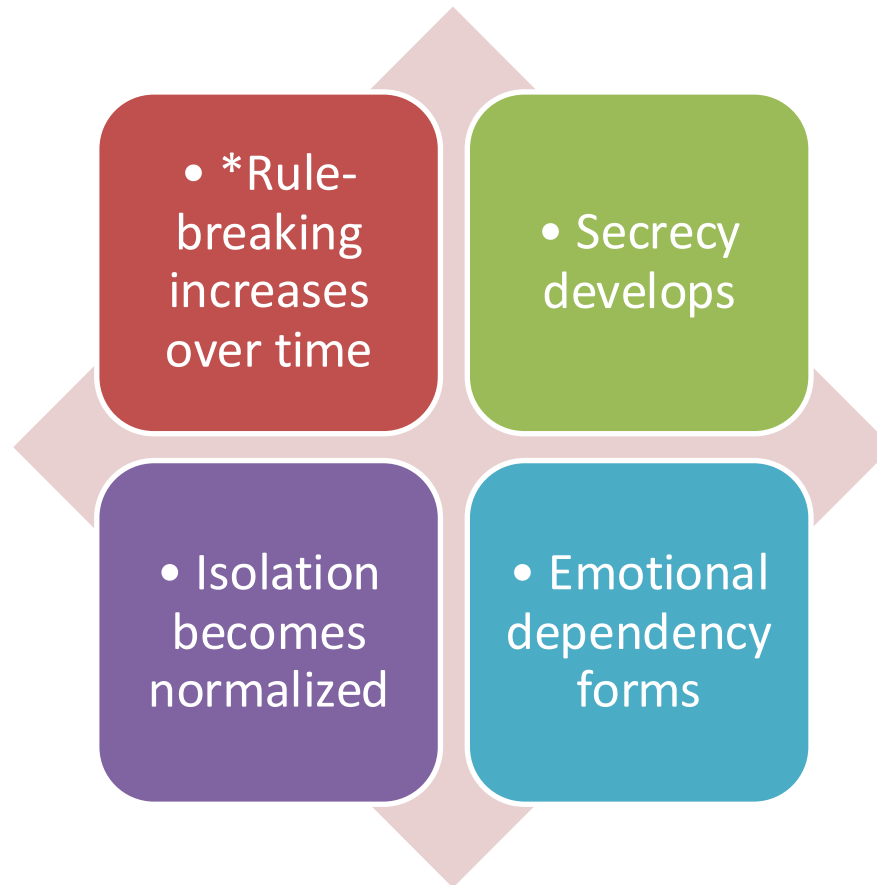 • *Rule-
breaking
increases
over time
• Secrecy
develops
• Isolation
becomes
normalized
• Emotional
dependency
forms